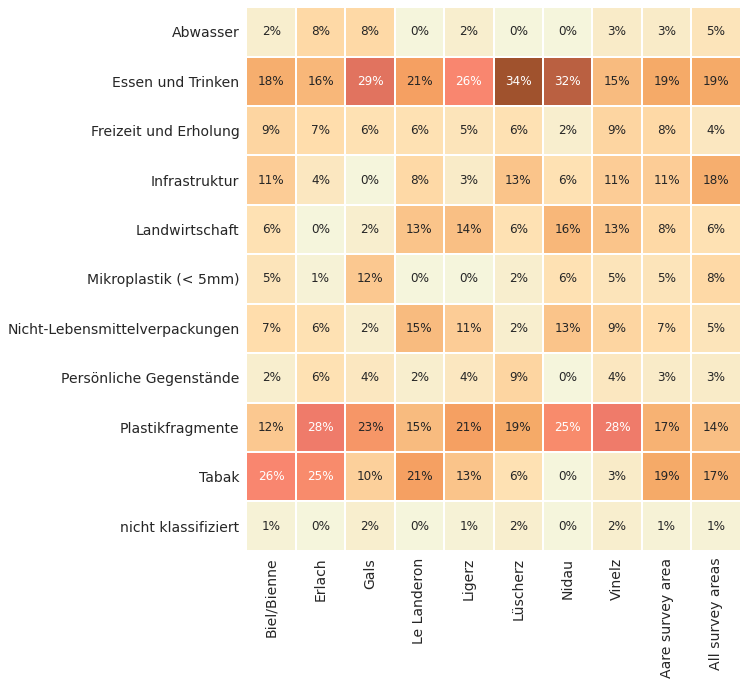 Abwasser 2% 8% 8% 0% 2% 0% 0% 3% 3% 5%
Essen und Trinken 18% 16% 29% 21% 26% 34% 32% 15% 19% 19%
Freizeit und Erholung 9% 7% 6% 6% 5% 6% 2% 9% 8% 4%
Infrastruktur 11% 4% 0% 8% 3% 13% 6% 11% 11% 18%
Landwirtschaft 6% 0% 2% 13% 14% 6% 16% 13% 8% 6%
Mikroplastik (< 5mm) 5% 1% 12% 0% 0% 2% 6% 5% 5% 8%
Nicht-Lebensmittelverpackungen 7% 6% 2% 15% 11% 2% 13% 9% 7% 5%
Persönliche Gegenstände 2% 6% 4% 2% 4% 9% 0% 4% 3% 3%
Plastikfragmente 12% 28% 23% 15% 21% 19% 25% 28% 17% 14%
Tabak 26% 25% 10% 21% 13% 6% 0% 3% 19% 17%
nicht klassifiziert 1% 0% 2% 0% 1% 2% 0% 2% 1% 1%
Biel/Bienne
Erlach
Gals
Le Landeron
Ligerz
Lüscherz
Nidau
Vinelz
Aare survey area
All survey areas